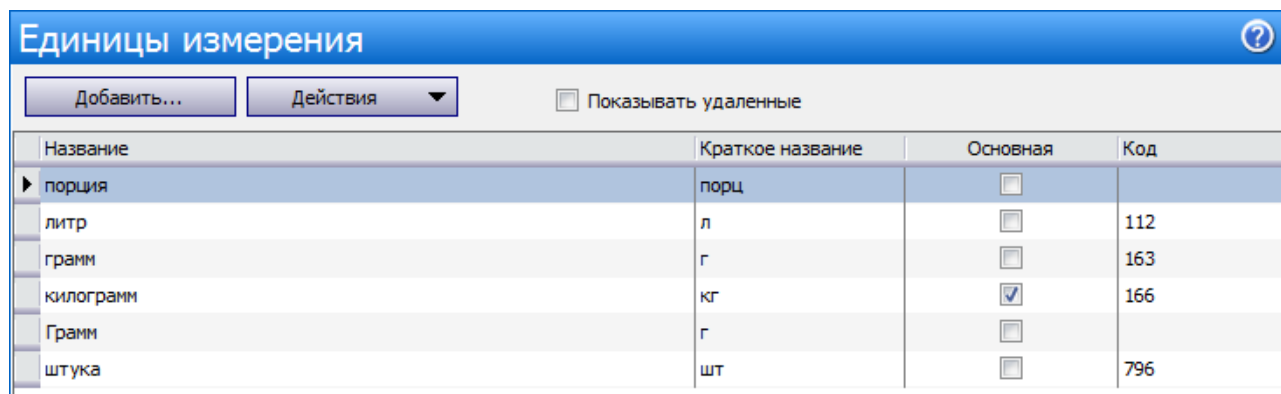 Единицы измерения
Добавить... Действия Показывать удаленные
Название Краткое название Основная Код
порция порц
литр л 112
грамм г 163
килограмм кг 166
Грамм г
штука шт 796